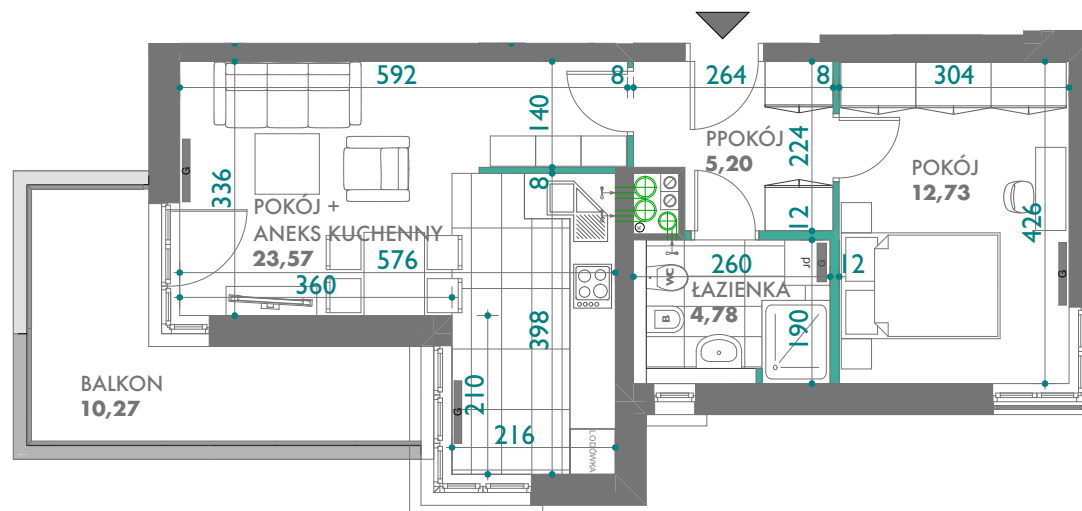 592
8
264
8
304
140
PPOKÓJ
5,20
224
POKÓJ
12,73
G
336
8
POKÓJ +
ANEKS KUCHENNY
23,57
12
426
576
360
WC
260
pr
G
12
G
ŁAZIENKA
4,78
B
190
398
BALKON
10,27
G
210
216
LODÓWKA